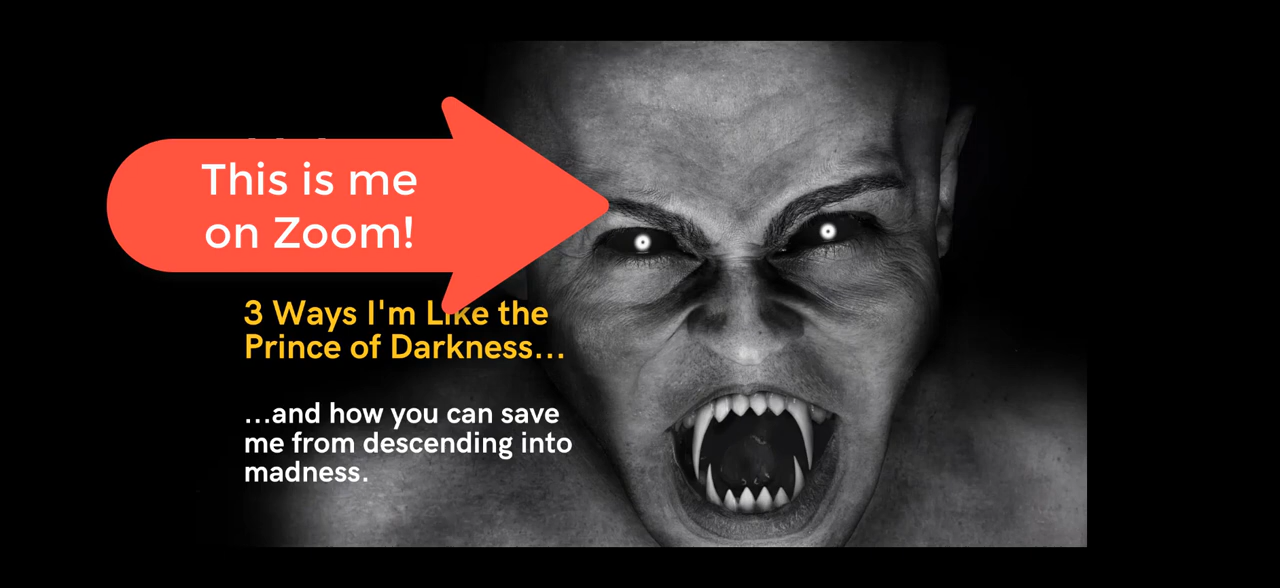 This is me
on Zoom!
3 Ways I'm Like the
Prince of Darkness...
...and how you can save
me from descending into
madness.